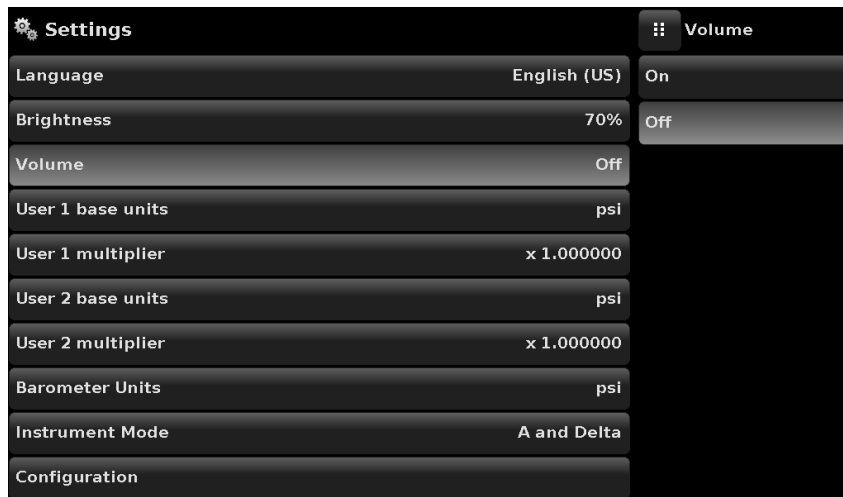 Settings
Language English (US)
Brightness 70%
Volume Off
User 1 base units psi
User 1 multiplier x 1.000000
User 2 base units psi
User 2 multiplier x 1.000000
Barometer Units psi
Instrument Mode A and Delta
Configuration
Volume
On
Off